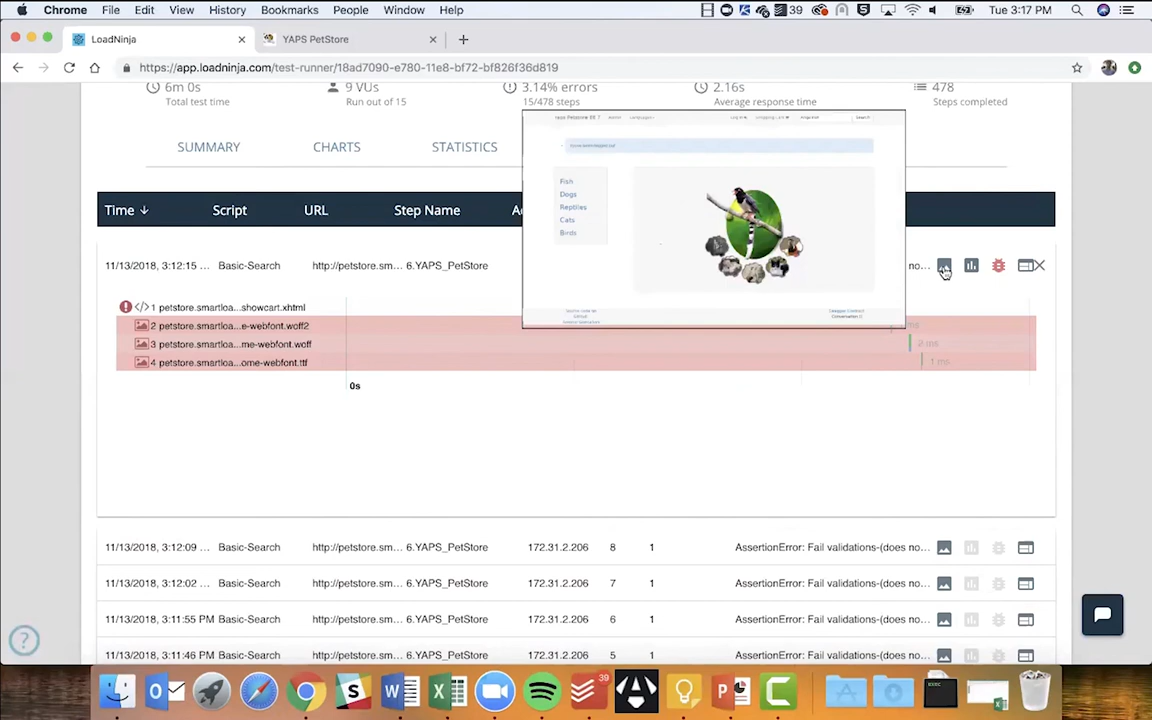 Chrome File Edit View History Bookmarks People Window Help 39 Tue 3:17 PM
LoadNinja YAPS PetStore
https://app.loadninja.com/test-runner/18ad7090-e780-11e8-bf72-bf826f36d819
6m 0s 9 VUs 3.14% errors 2.16s 478
Total test time Run out of 15 15/478 steps Average response time Steps completed
SUMMARY CHARTS STATISTICS
Search
Fish
Dogs
Reptiles
Cats
Birds
Time Script URL Step Name
11/13/2018, 3:12:15 ... Basic-Search http://petstore.sm... 6.YAPS_PetStore no...
1 petstore.smartloa...showcart.xhtml
2 petstore.smartloa...e-webfont.woff2 ms
3 petstore.smartloa...me-webfont.woff 2 ms
4 petstore.smartloa...ome-webfont.ttf 1 ms
0s
11/13/2018, 3:12:09 ... Basic-Search http://petstore.sm... 6.YAPS_PetStore 172.31.2.206 8 1 AssertionError: Fail validations-(does no...
11/13/2018, 3:12:02 ... Basic-Search http://petstore.sm... 6.YAPS_PetStore 172.31.2.206 7 1 AssertionError: Fail validations-(does no...
11/13/2018, 3:11:55 PM Basic-Search http://petstore.sm... 6.YAPS_PetStore 172.31.2.206 6 1 AssertionError: Fail validations-(does no...
11/13/2018, 3:11:46 PM Basic-Search http://petstore.sm... 6.YAPS_PetStore 172.31.2.206 5 1 AssertionError: Fail validations-(does no...
39